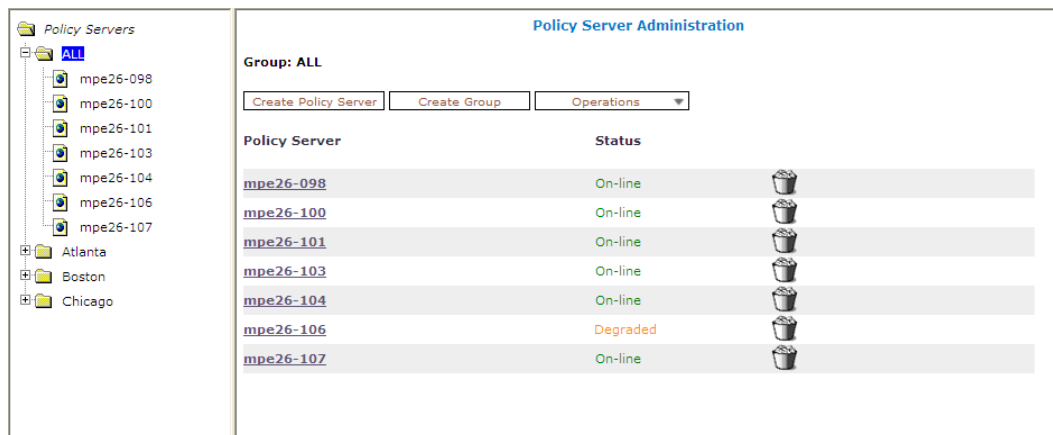 Policy Servers
ALL
mpe26-098
mpe26-100
mpe26-101
mpe26-103
mpe26-104
mpe26-106
mpe26-107
Atlanta
Boston
Chicago
Policy Server Administration
Group: ALL
Create Policy Server Create Group Operations
Policy Server Status
mpe26-098 On-line
mpe26-100 On-line
mpe26-101 On-line
mpe26-103 On-line
mpe26-104 On-line
mpe26-106 Degraded
mpe26-107 On-line